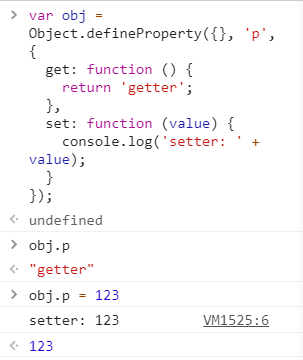 > var obj =
Object.defineProperty({}, 'p',
{
  get: function () {
    return 'getter';
  },
  set: function (value) {
    console.log('setter: ' +
value);
  }
});
<· undefined
> obj.p
<· "getter"
> obj.p = 123
setter: 123 VM1525:6
<· 123